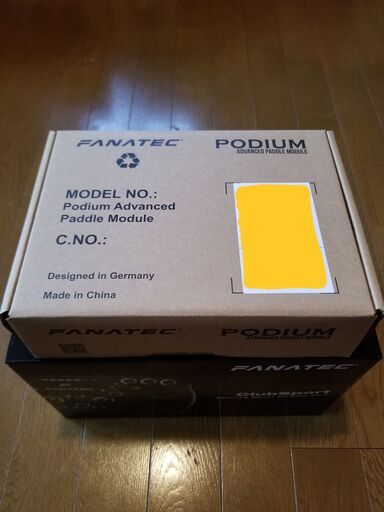 FANATEC
PODIUM
ADVANCED PADDLE MODULE
MODEL NO.:
Podium Advanced
Paddle Module
C.NO.:
Designed in Germany
Made in China
FANATEC
PODIUM
ADVANCED PADDLE MODULE
FANATEC
ClubSport